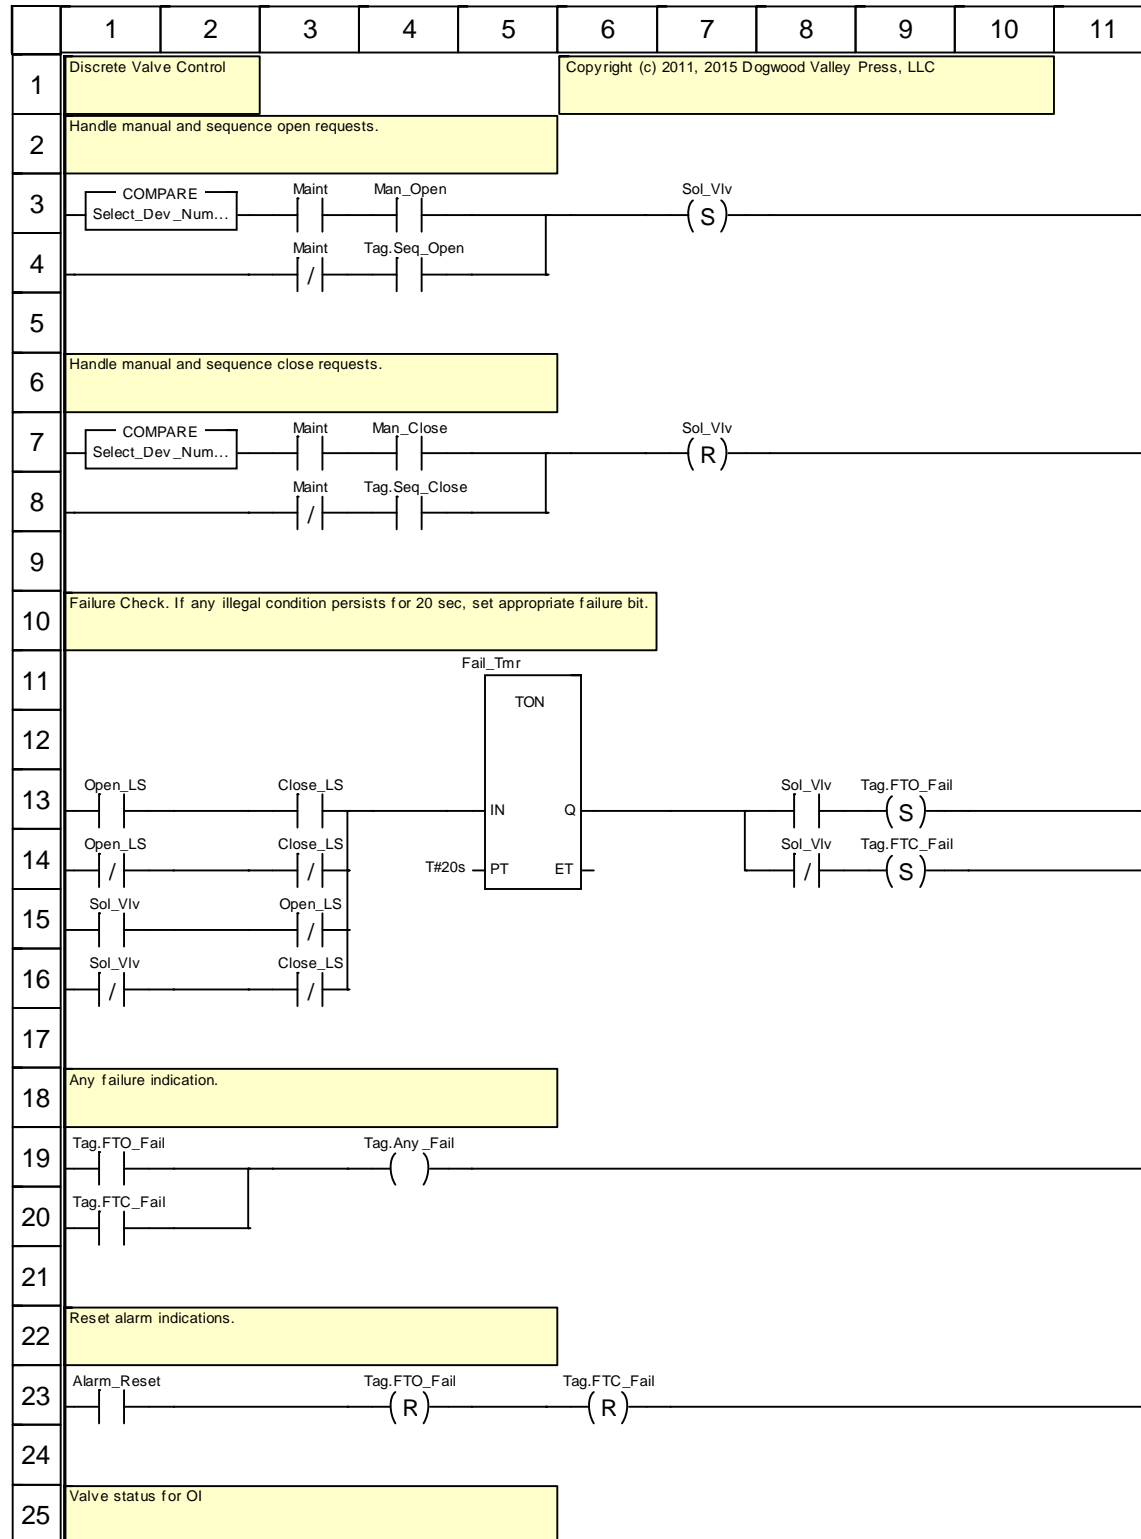 1 2 3 4 5 6 7 8 9 10 11
1 Discrete Valve Control Copyright (c) 2011, 2015 Dogwood Valley Press, LLC
2 Handle manual and sequence open requests.
COMPARE Maint Man_Open Sol_Vlv
3 Select_Dev_Num... S
Maint Tag.Seq_Open
4 /
5
6 Handle manual and sequence close requests.
COMPARE Maint Man_Close Sol_Vlv
7 Select_Dev_Num... R
Maint Tag.Seq_Close
8 /
9
10 Failure Check. If any illegal condition persists for 20 sec, set appropriate failure bit.
Fail_Tmr
11 TON
12
Open_LS Close_LS Sol_Vlv Tag.FTO_Fail
13 IN Q S
Open_LS Close_LS Sol_Vlv Tag.FTC_Fail
14 / / T#20s PT ET / S
Sol_Vlv Open_LS
15 /
Sol_Vlv Close_LS
16 / /
17
18 Any failure indication.
Tag.FTO_Fail Tag.Any_Fail
19
Tag.FTC_Fail
20
21
22 Reset alarm indications.
Alarm_Reset Tag.FTO_Fail Tag.FTC_Fail
23 R R
24
25 Valve status for OI